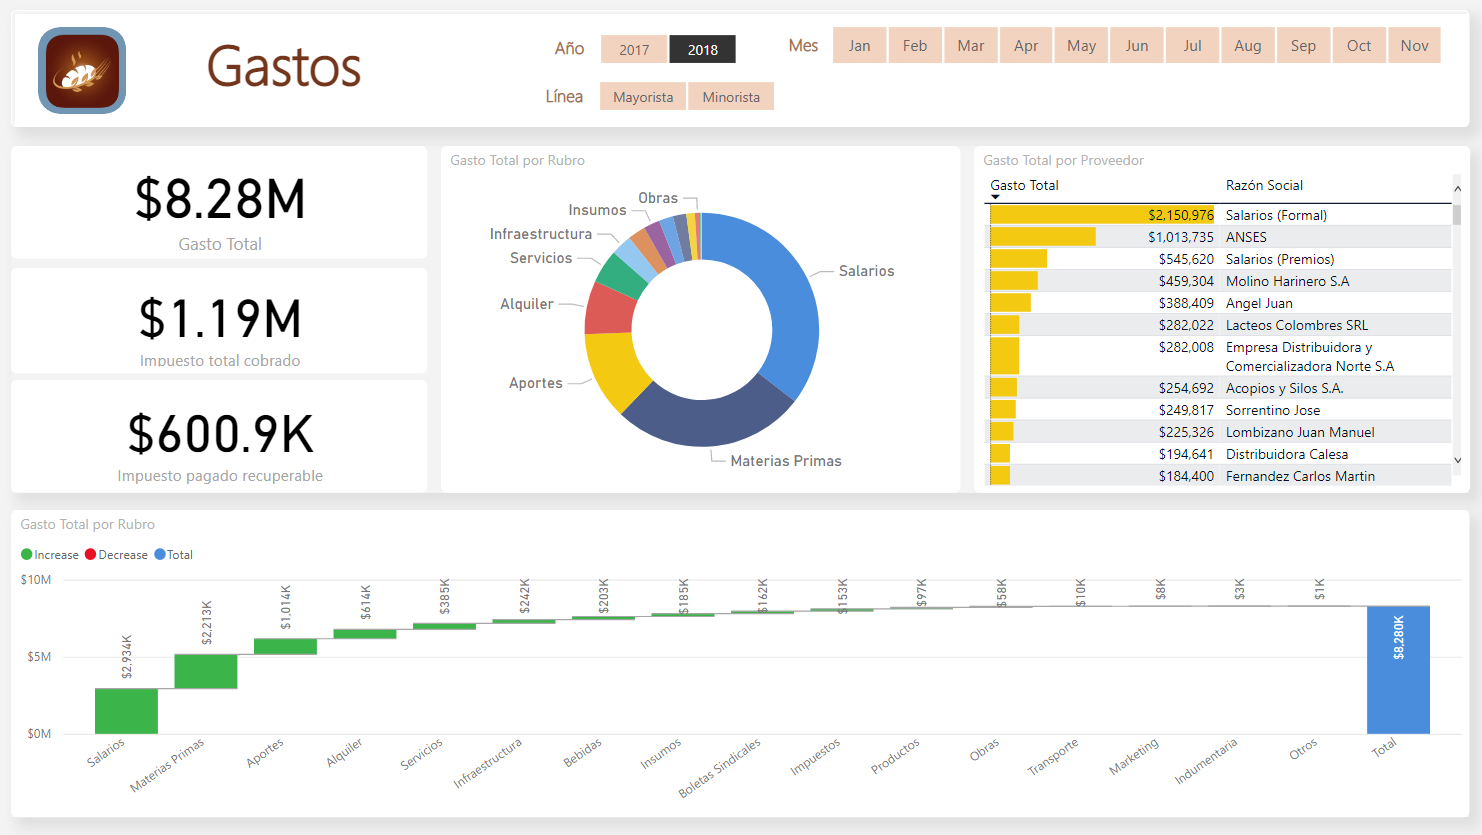 Gastos
Año 2017 2018
Mes Jan Feb Mar Apr May Jun Jul Aug Sep Oct Nov
Línea Mayorista Minorista
$8.28M
Gasto Total
$1.19M
Impuesto total cobrado
$600.9K
Impuesto pagado recuperable
Gasto Total por Rubro
Obras
Insumos
Infraestructura
Servicios
Alquiler
Aportes
Salarios
Materias Primas
Gasto Total por Proveedor
Gasto Total Razón Social
$2,150,976 Salarios (Formal)
$1,013,735 ANSES
$545,620 Salarios (Premios)
$459,304 Molino Harinero S.A
$388,409 Angel Juan
$282,022 Lacteos Colombres SRL
$282,008 Empresa Distribuidora y
Comercializadora Norte S.A
$254,692 Acopios y Silos S.A.
$249,817 Sorrentino Jose
$225,326 Lombizano Juan Manuel
$194,641 Distribuidora Calesa
$184,400 Fernandez Carlos Martin
Gasto Total por Rubro
Increase Decrease Total
$10M
$5M
$0M
$2,934K
$2,213K
$1,014K
$614K
$385K
$242K
$203K
$185K
$162K
$153K
$97K
$58K
$10K
$8K
$3K
$1K
$8,280K
Salarios
Materias Primas
Aportes
Alquiler
Servicios
Infraestructura
Bebidas
Insumos
Boletas Sindicales
Impuestos
Productos
Obras
Transporte
Marketing
Indumentaria
Otros
Total